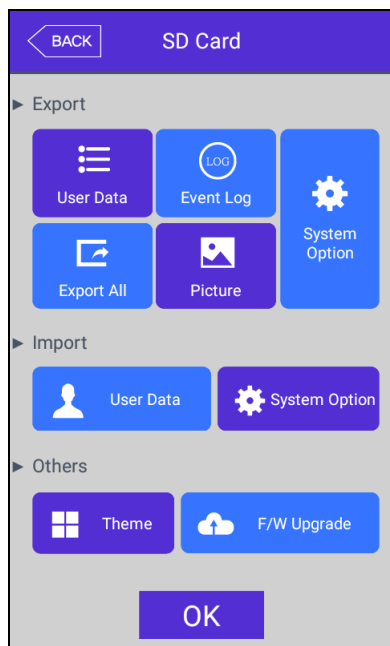 BACK
SD Card
Export
User Data
LOG
Event Log
System
Option
Export All
Picture
Import
User Data
System Option
Others
Theme
F/W Upgrade
OK